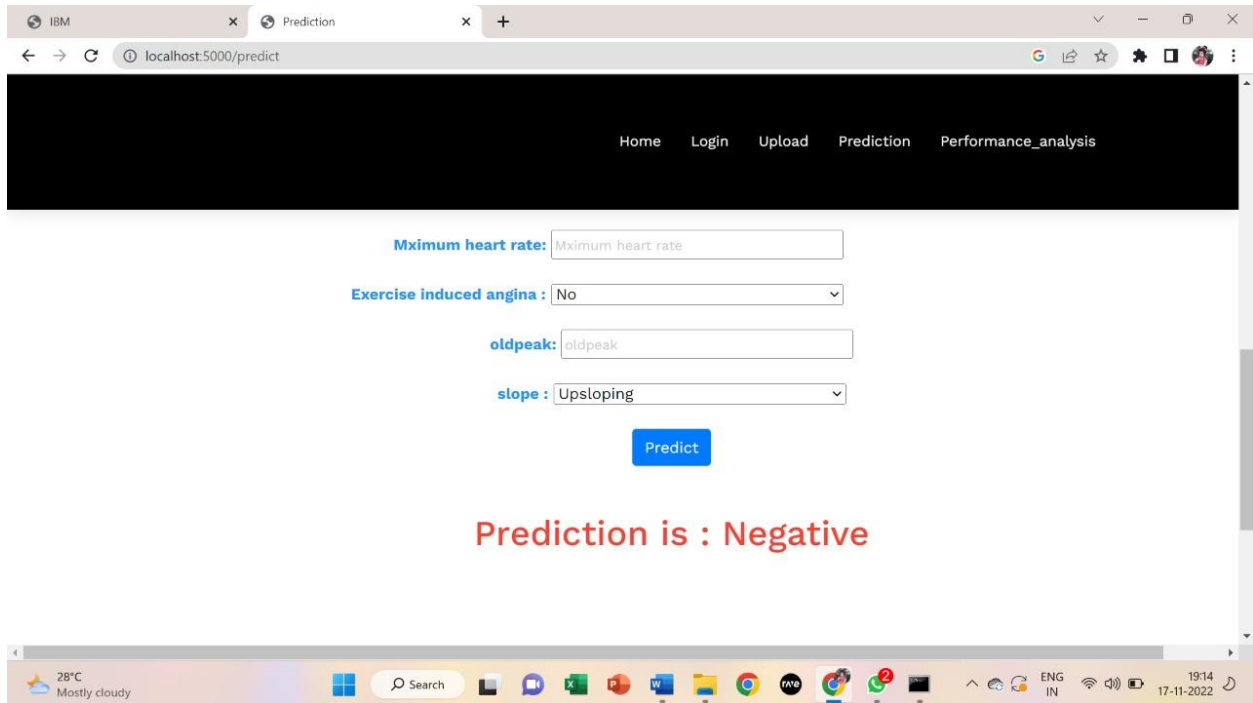 IBM
Prediction
localhost:5000/predict
Home Login Upload Prediction Performance_analysis
Mximum heart rate: Mximum heart rate
Exercise induced angina : No
oldpeak: oldpeak
slope : Upsloping
Predict
Prediction is : Negative
28°C
Mostly cloudy
Search
2
ENG
IN
19:14
17-11-2022